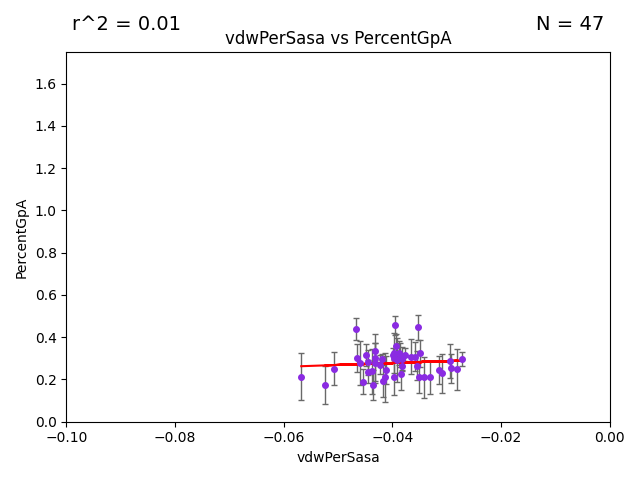 r^2 = 0.01
N = 47
vdwPerSasa vs PercentGpA
PercentGpA
1.6
1.4
1.2
1.0
0.8
0.6
0.4
0.2
0.0
−0.10 −0.08 −0.06 −0.04 −0.02 0.00
vdwPerSasa